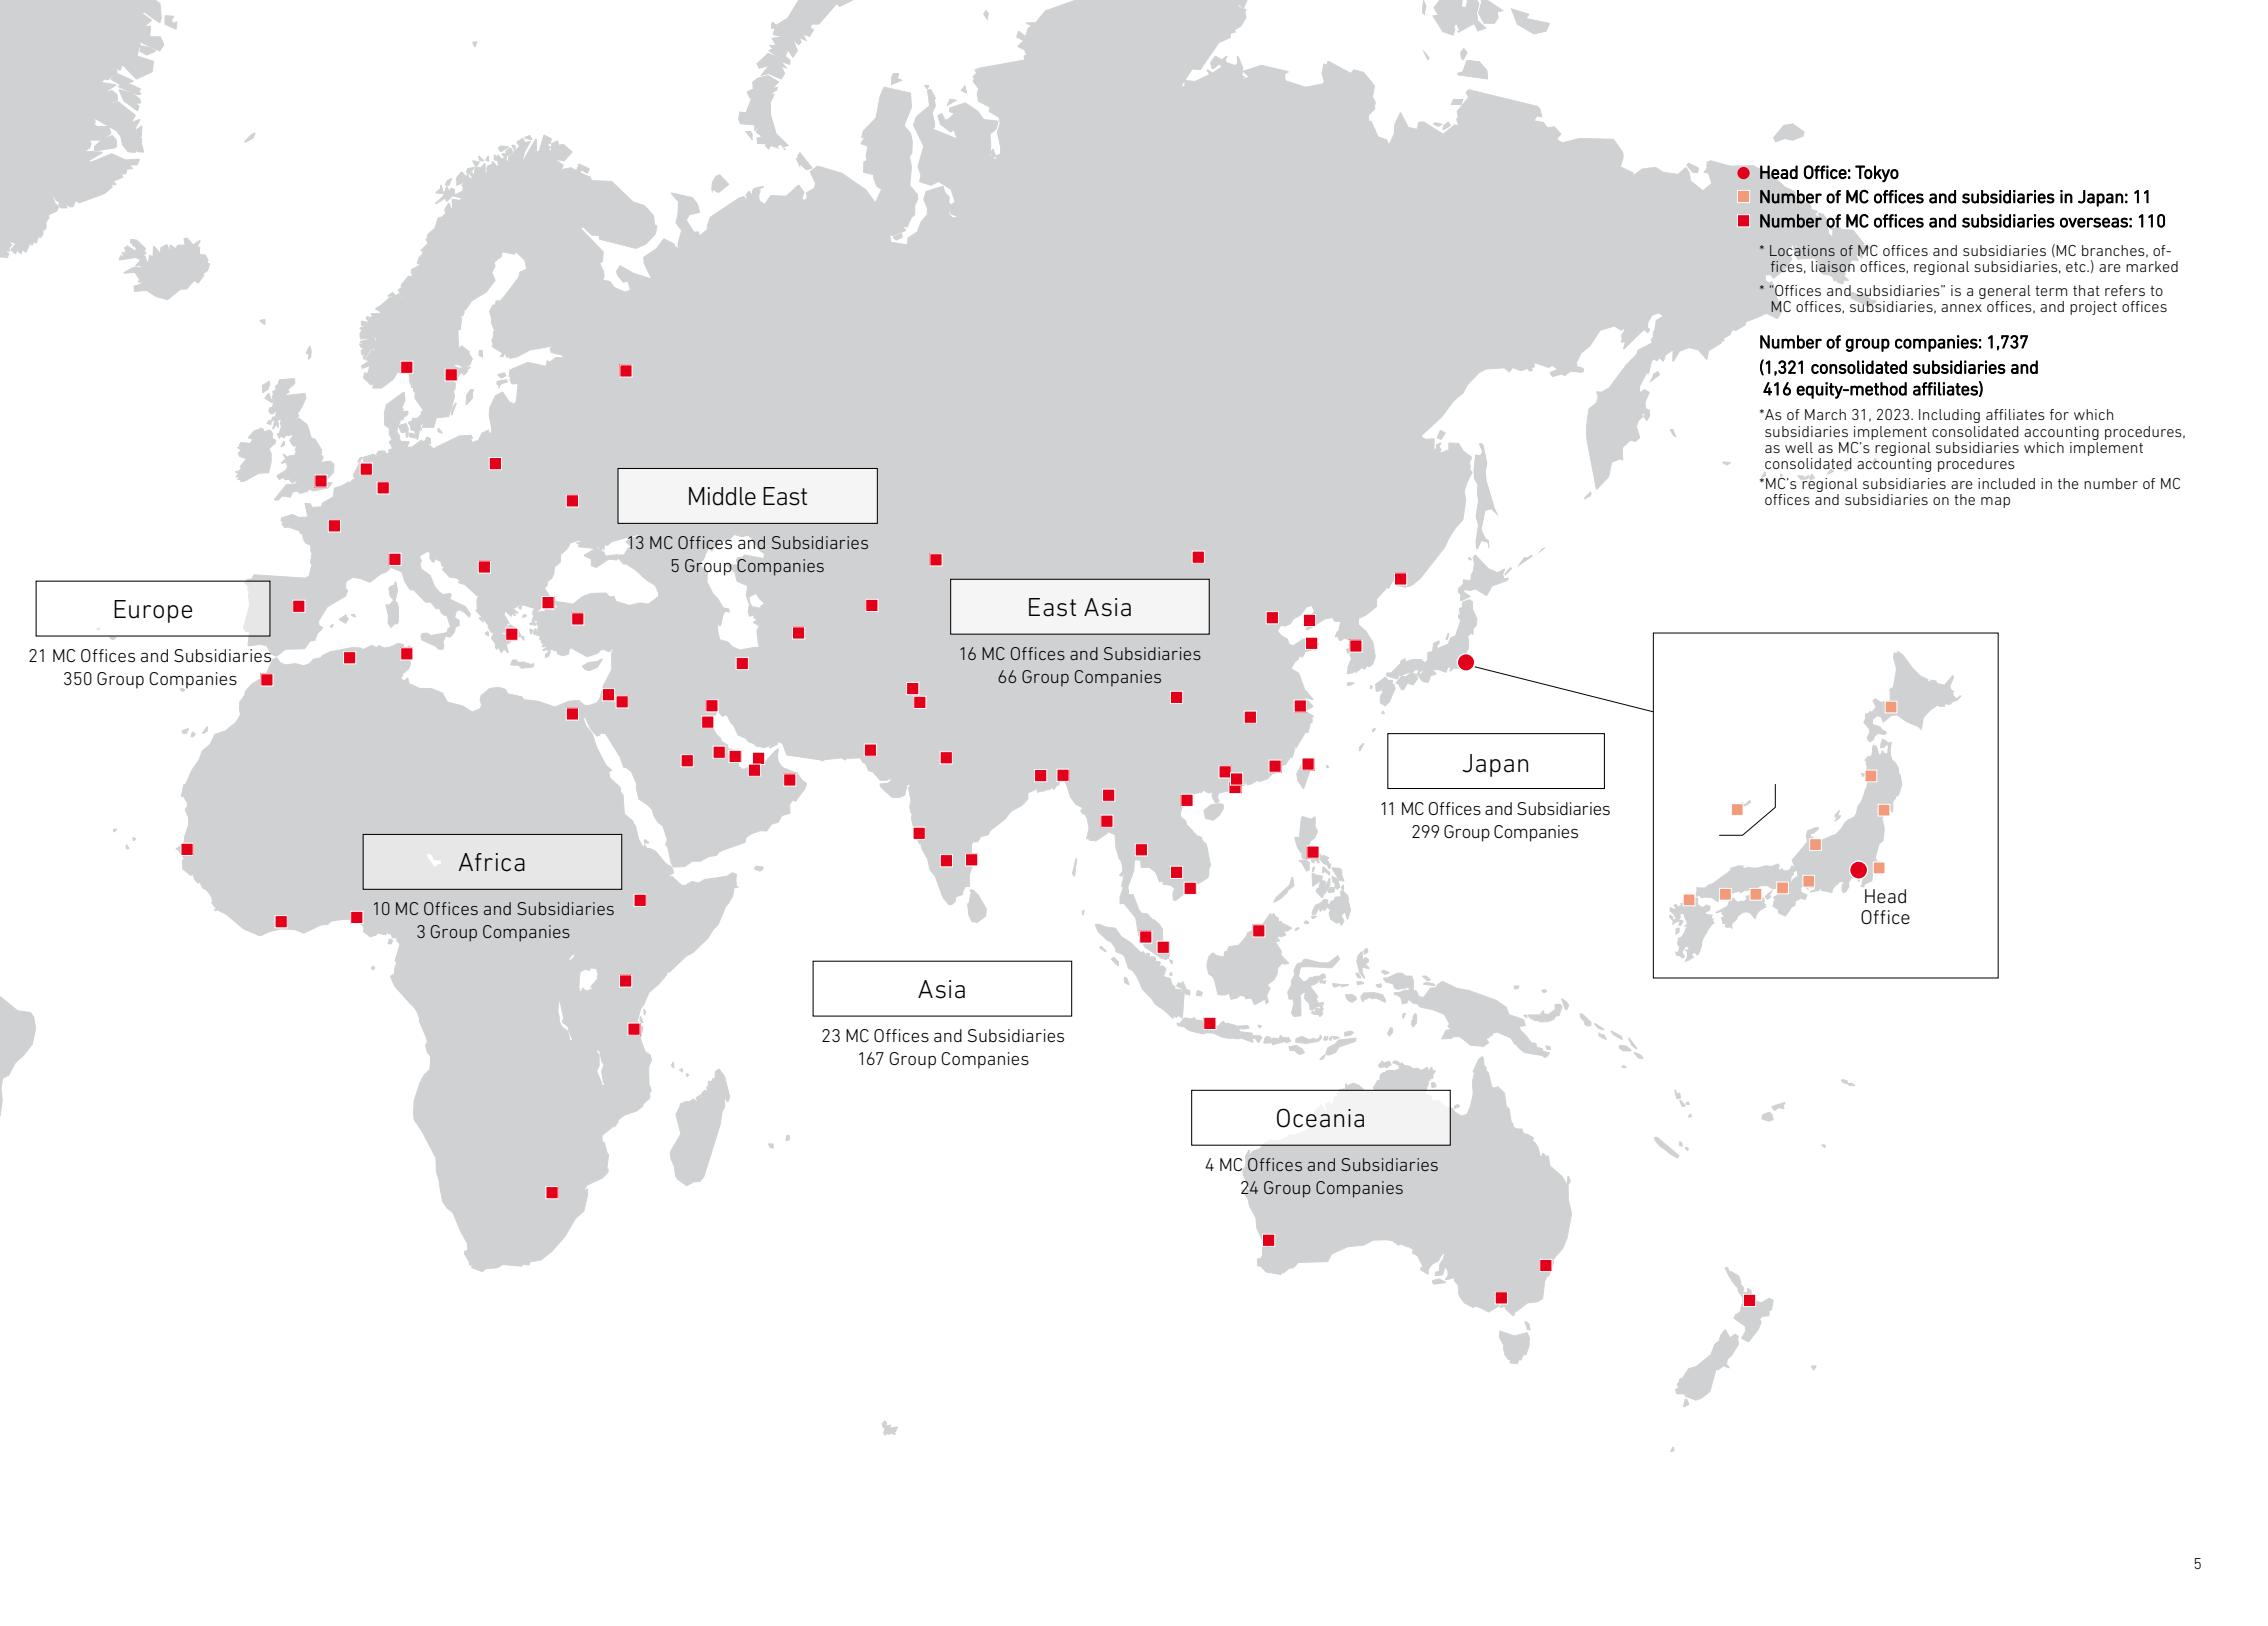 Head Office: Tokyo
Number of MC offices and subsidiaries in Japan: 11
Number of MC offices and subsidiaries overseas: 110
* Locations of MC offices and subsidiaries (MC branches, of-
fices, liaison offices, regional subsidiaries, etc.) are marked
* “Offices and subsidiaries” is a general term that refers to
MC offices, subsidiaries, annex offices, and project offices
Number of group companies: 1,737
(1,321 consolidated subsidiaries and
416 equity-method affiliates)
*As of March 31, 2023. Including affiliates for which
subsidiaries implement consolidated accounting procedures,
as well as MC’s regional subsidiaries which implement
consolidated accounting procedures
*MC’s regional subsidiaries are included in the number of MC
offices and subsidiaries on the map
Middle East
13 MC Offices and Subsidiaries
5 Group Companies
Europe
21 MC Offices and Subsidiaries
350 Group Companies
East Asia
16 MC Offices and Subsidiaries
66 Group Companies
Japan
11 MC Offices and Subsidiaries
299 Group Companies
Head
Office
Africa
10 MC Offices and Subsidiaries
3 Group Companies
Asia
23 MC Offices and Subsidiaries
167 Group Companies
Oceania
4 MC Offices and Subsidiaries
24 Group Companies
5